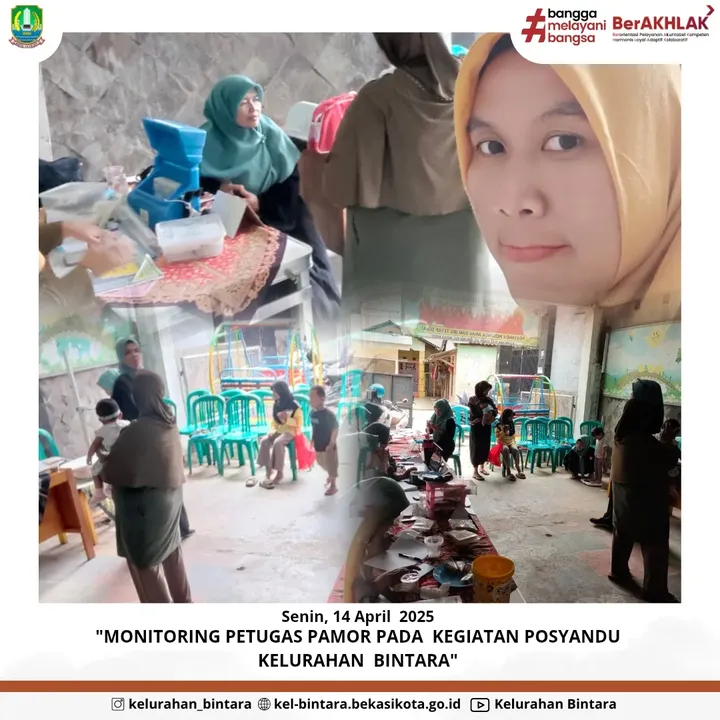 #bangga
melayani
bangsa
BerAKHLAK
Senin, 14 April 2025
"MONITORING PETUGAS PAMOR PADA KEGIATAN POSYANDU
KELURAHAN BINTARA"
kelurahan_bintara kel-bintara.bekasikota.go.id Kelurahan Bintara